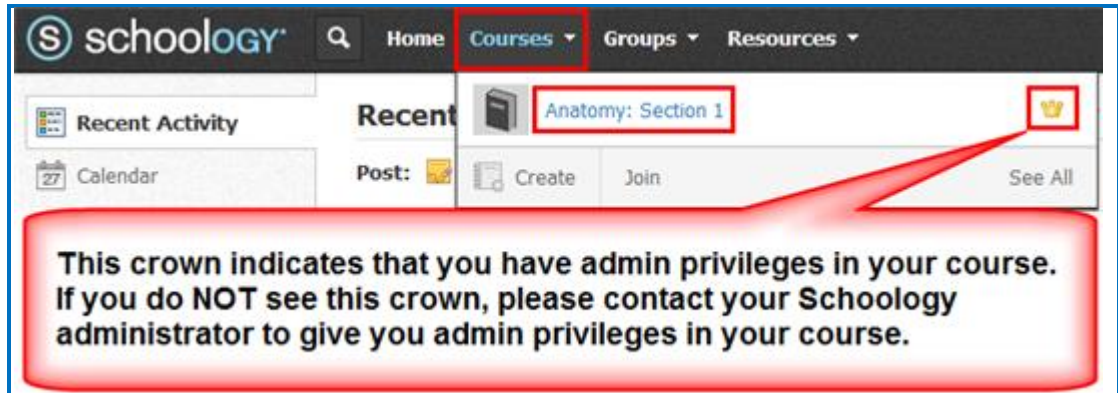 S schoology Home Courses Groups Resources
Recent Activity
Recent
Anatomy: Section 1
27 Calendar
Post:
Create Join See All
This crown indicates that you have admin privileges in your course.
If you do NOT see this crown, please contact your Schoology
administrator to give you admin privileges in your course.